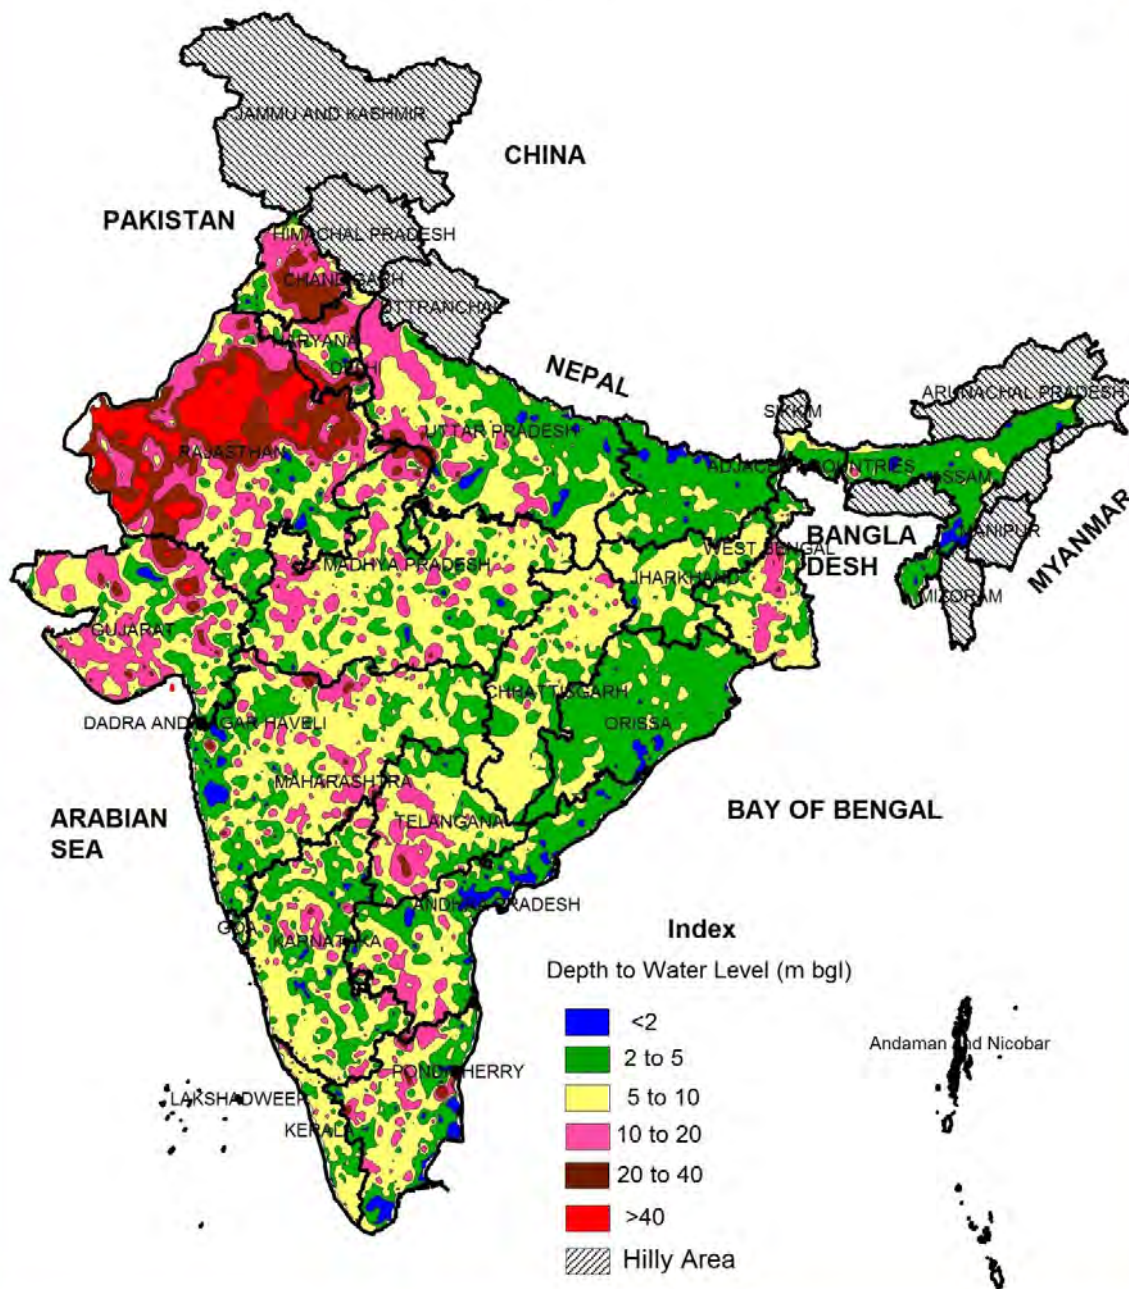 JAMMU AND KASHMIR
CHINA
PAKISTAN
HIMACHAL PRADESH
CHANDIGARH
UTTRANCHAL
HARYANA
DELHI
NEPAL
ARUNACHAL PRADESH
SIKKIM
UTTAR PRADESH
RAJASTHAN
ADJACENT COUNTRIES
ASSAM
BANGLA
DESH
MANIPUR
MYANMAR
WEST BENGAL
MADHYA PRADESH
JHARKHAND
MIZORAM
GUJARAT
CHHATTISGARH
DADRA AND NAGAR HAVELI
ORISSA
MAHARASHTRA
ARABIAN
SEA
TELANGANA
BAY OF BENGAL
ANDHRA PRADESH
GOA
KARNATAKA
Index
Depth to Water Level (m bgl)
<2
2 to 5
5 to 10
10 to 20
20 to 40
>40
Hilly Area
Andaman and Nicobar
PONDICHERRY
LAKSHADWEEP
KERALA